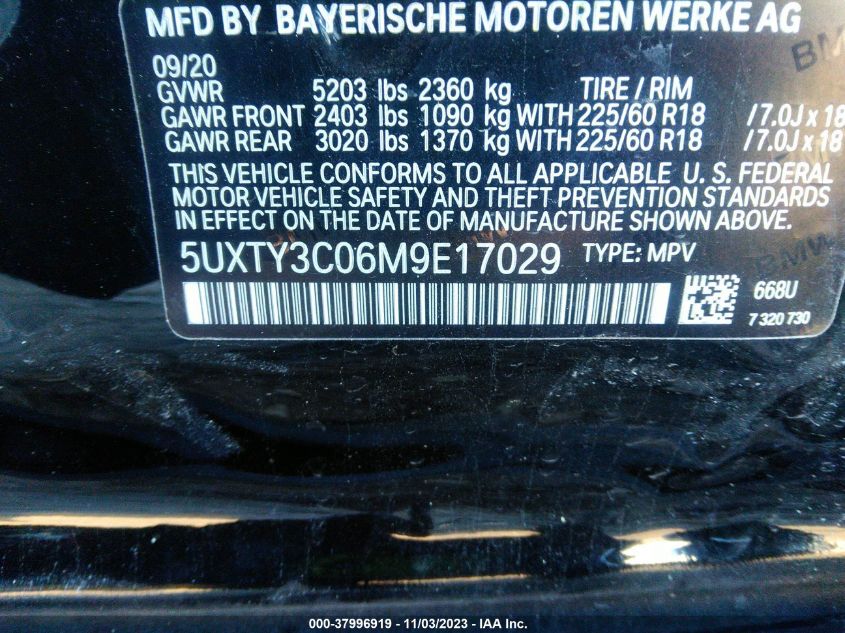 MFD BY BAYERISCHE MOTOREN WERKE AG
09/20
GVWR 5203 lbs 2360 kg TIRE / RIM
GAWR FRONT 2403 lbs 1090 kg WITH 225/60 R18 /7.0J x 18
GAWR REAR 3020 lbs 1370 kg WITH 225/60 R18 /7.0J x 18
THIS VEHICLE CONFORMS TO ALL APPLICABLE U. S. FEDERAL
MOTOR VEHICLE SAFETY AND THEFT PREVENTION STANDARDS
IN EFFECT ON THE DATE OF MANUFACTURE SHOWN ABOVE.
5UXTY3C06M9E17029 TYPE: MPV
668U
7 320 730
BMW
BMW
000-37996919 - 11/03/2023 - IAA Inc.